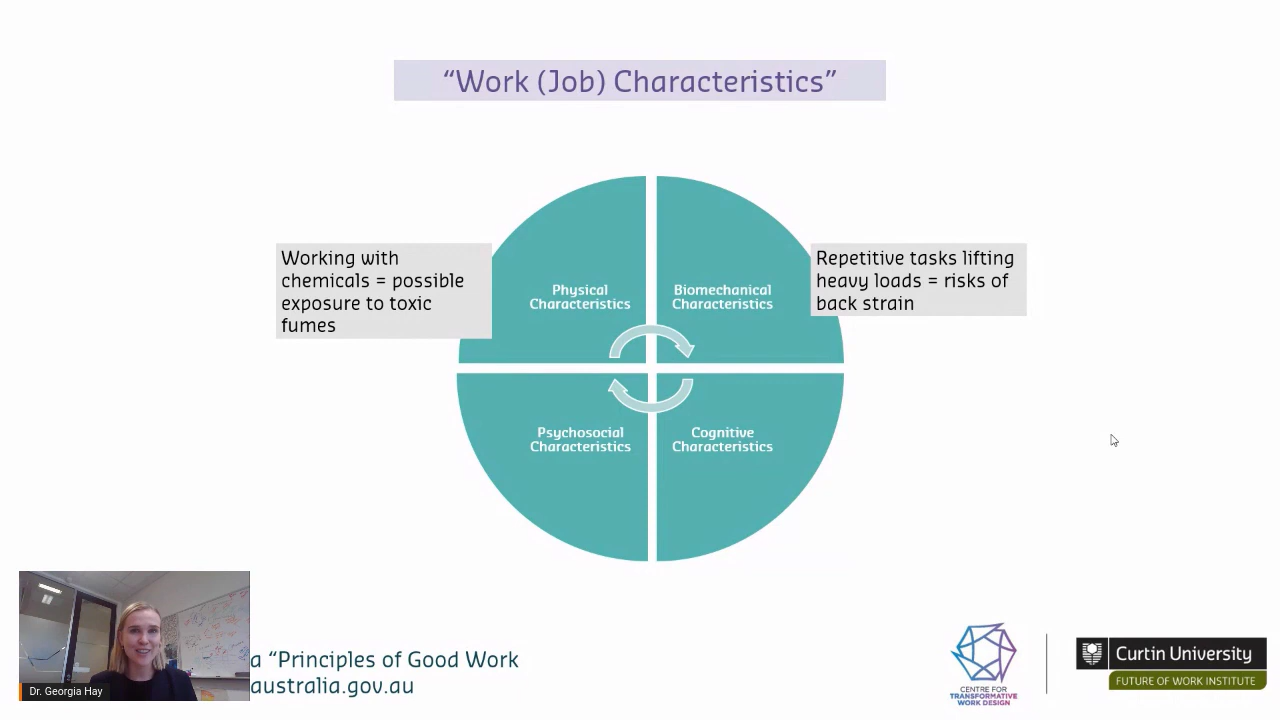 “Work (Job) Characteristics”
Working with
chemicals = possible
exposure to toxic
fumes
Physical
Characteristics
Biomechanical
Characteristics
Repetitive tasks lifting
heavy loads = risks of
back strain
Psychosocial
Characteristics
Cognitive
Characteristics
a “Principles of Good Work
australia.gov.au
Dr. Georgia Hay
CENTRE FOR
TRANSFORMATIVE
WORK DESIGN
Curtin University
FUTURE OF WORK INSTITUTE